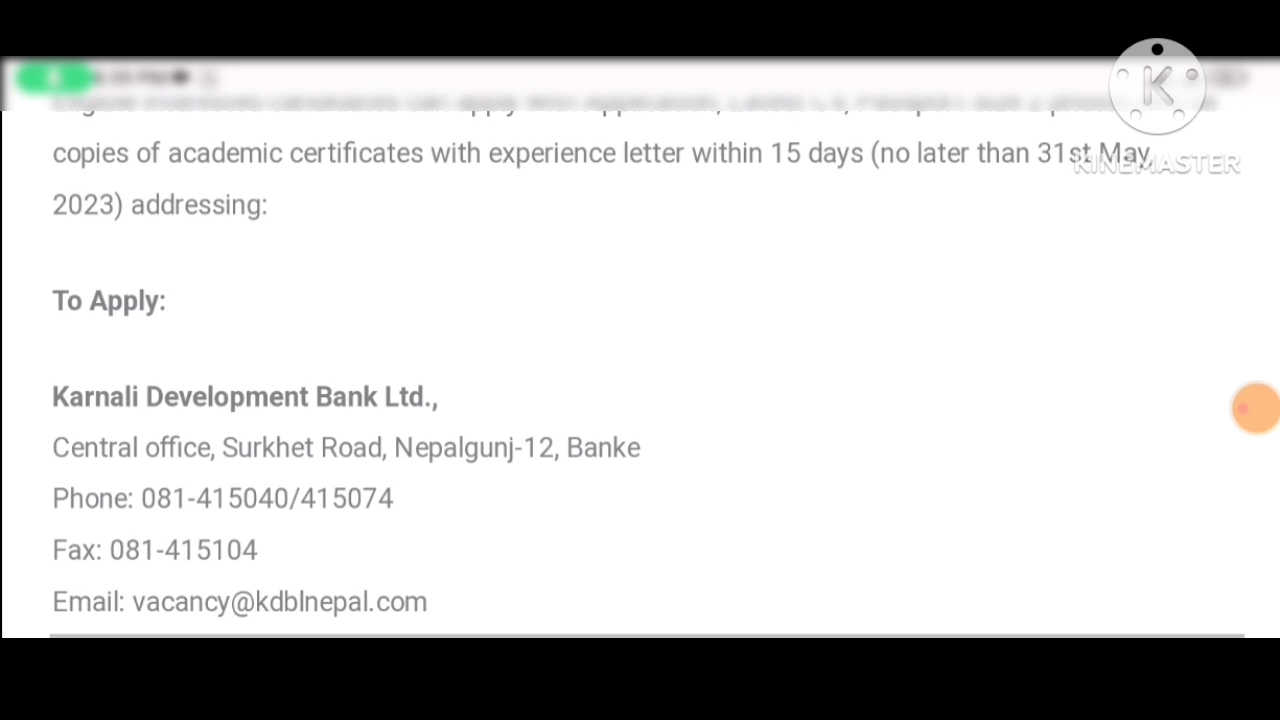 copies of academic certificates with experience letter within 15 days (no later than 31st May,
2023) addressing:
To Apply:
Karnali Development Bank Ltd.,
Central office, Surkhet Road, Nepalgunj-12, Banke
Phone: 081-415040/415074
Fax: 081-415104
Email: vacancy@kdblnepal.com
K
KINEMASTER